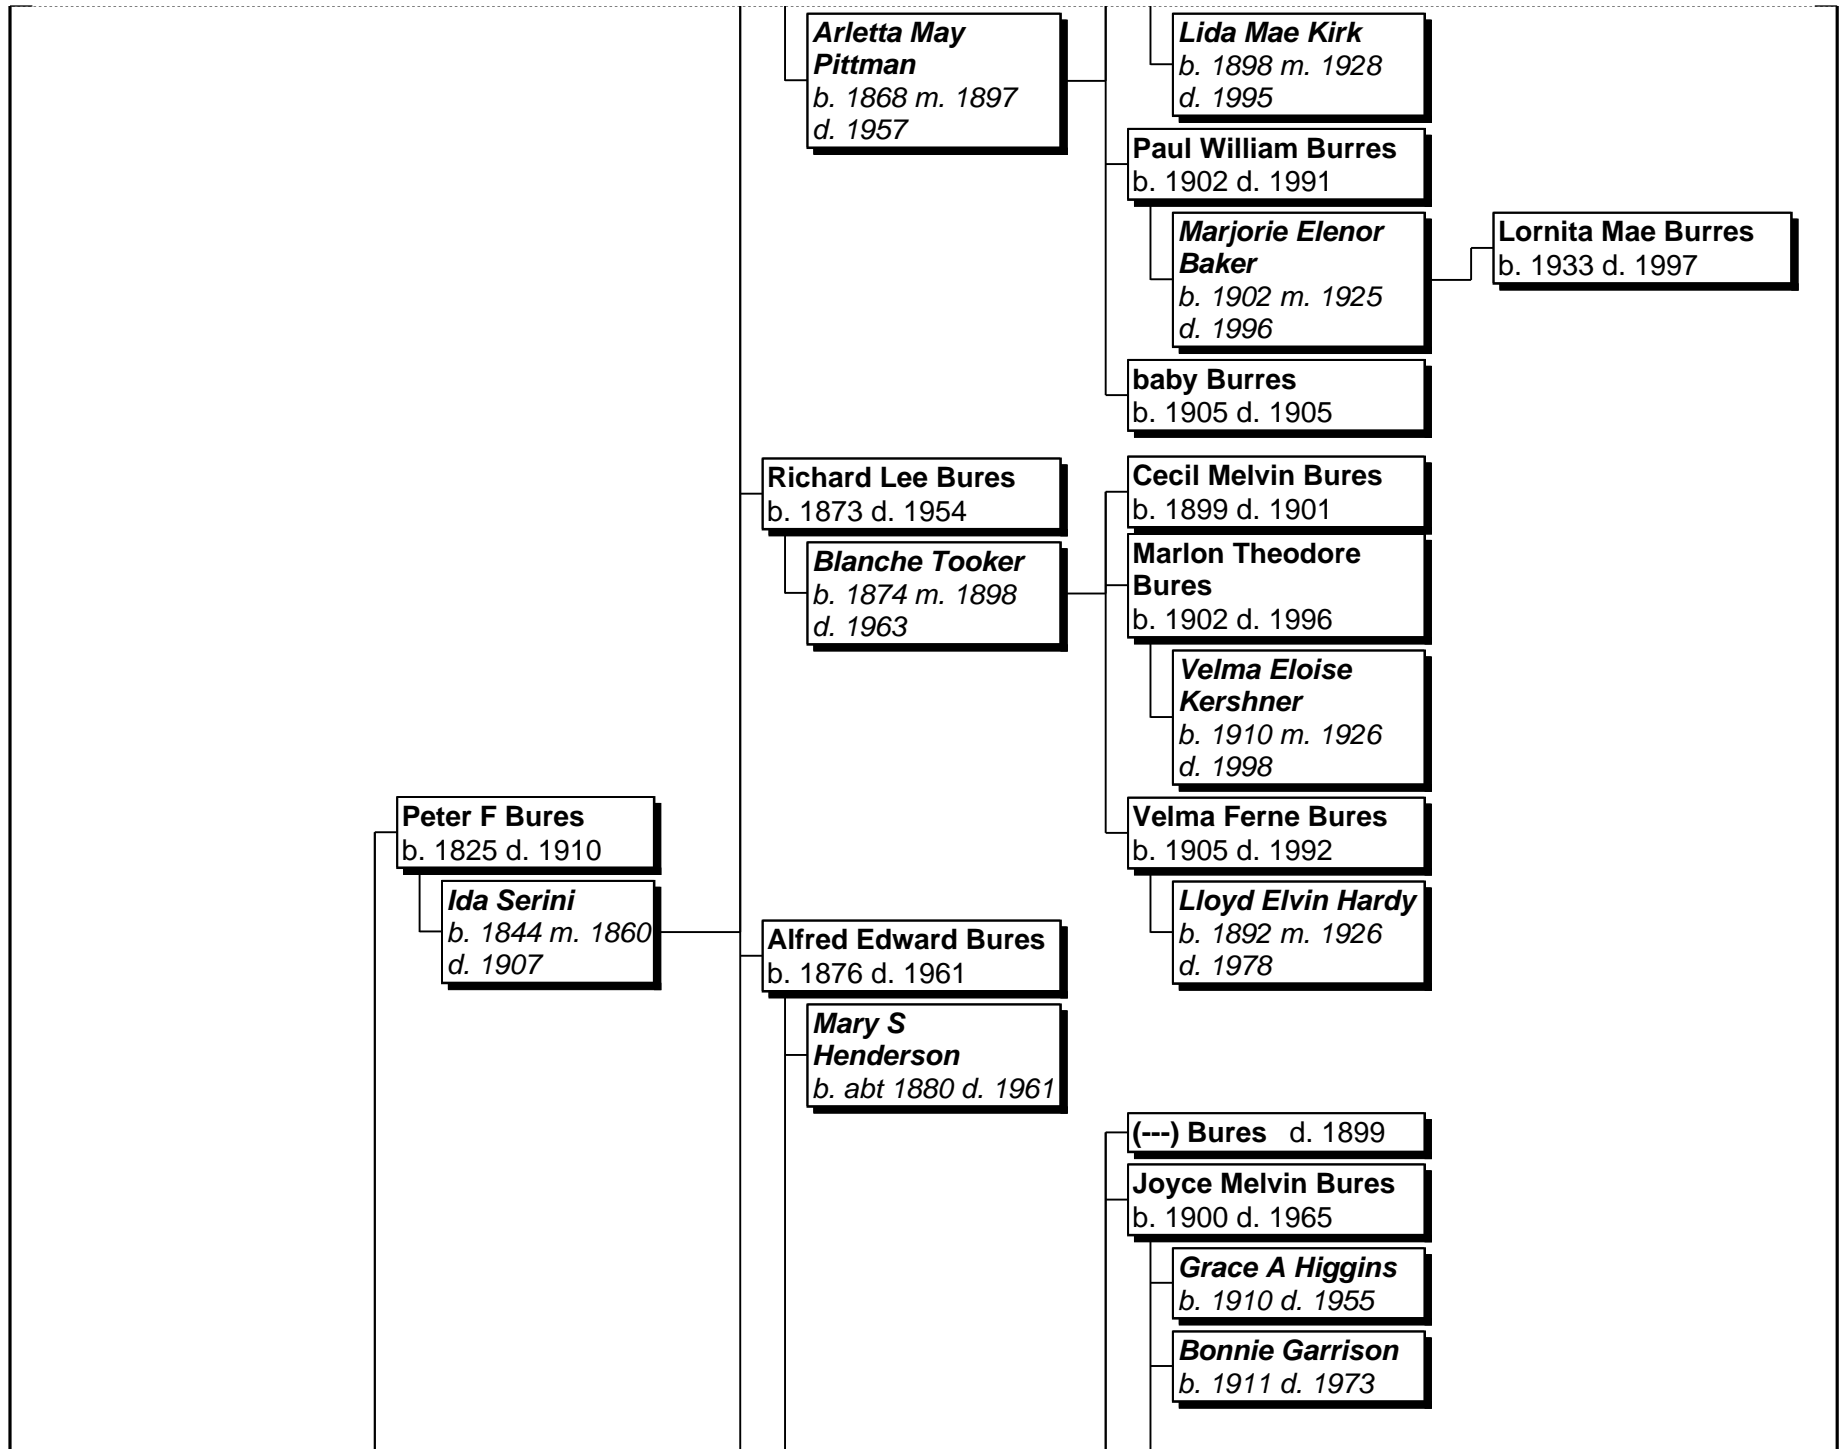 Arletta May
Pittman
b. 1868 m. 1897
d. 1957
Lida Mae Kirk
b. 1898 m. 1928
d. 1995
Paul William Burres
b. 1902 d. 1991
Marjorie Elenor
Baker
b. 1902 m. 1925
d. 1996
Lornita Mae Burres
b. 1933 d. 1997
baby Burres
b. 1905 d. 1905
Richard Lee Bures
b. 1873 d. 1954
Blanche Tooker
b. 1874 m. 1898
d. 1963
Cecil Melvin Bures
b. 1899 d. 1901
Marlon Theodore
Bures
b. 1902 d. 1996
Velma Eloise
Kershner
b. 1910 m. 1926
d. 1998
Peter F Bures
b. 1825 d. 1910
Ida Serini
b. 1844 m. 1860
d. 1907
Velma Ferne Bures
b. 1905 d. 1992
Lloyd Elvin Hardy
b. 1892 m. 1926
d. 1978
Alfred Edward Bures
b. 1876 d. 1961
Mary S
Henderson
b. abt 1880 d. 1961
(---) Bures d. 1899
Joyce Melvin Bures
b. 1900 d. 1965
Grace A Higgins
b. 1910 d. 1955
Bonnie Garrison
b. 1911 d. 1973